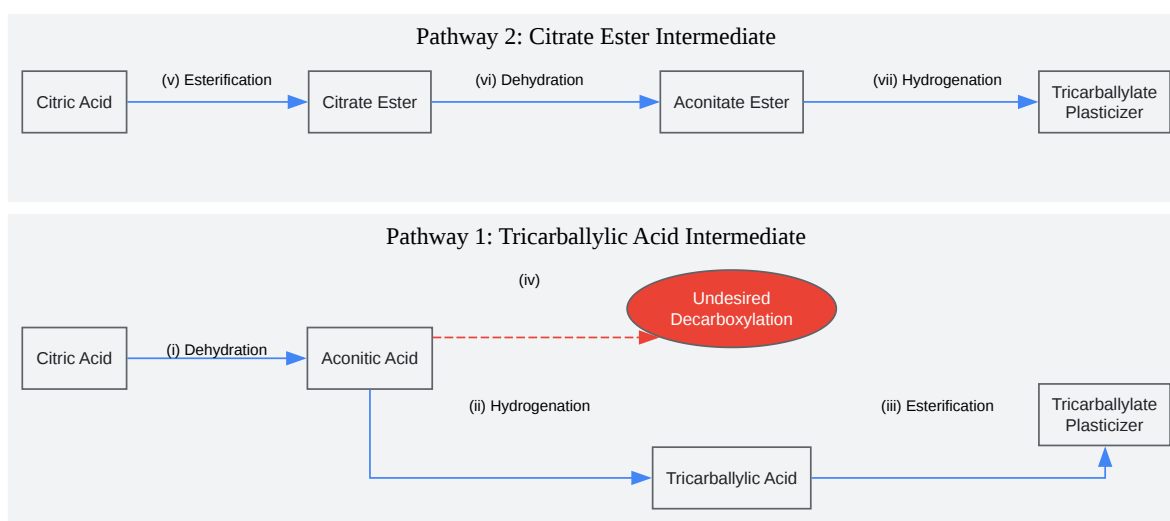 Pathway 2: Citrate Ester Intermediate
Citric Acid
(v) Esterification
Citrate Ester
(vi) Dehydration
Aconitate Ester
(vii) Hydrogenation
Tricarballylate
Plasticizer
Pathway 1: Tricarballylic Acid Intermediate
(iv)
Undesired
Decarboxylation
Citric Acid
(i) Dehydration
Aconitic Acid
(ii) Hydrogenation
Tricarballylic Acid
(iii) Esterification
Tricarballylate
Plasticizer